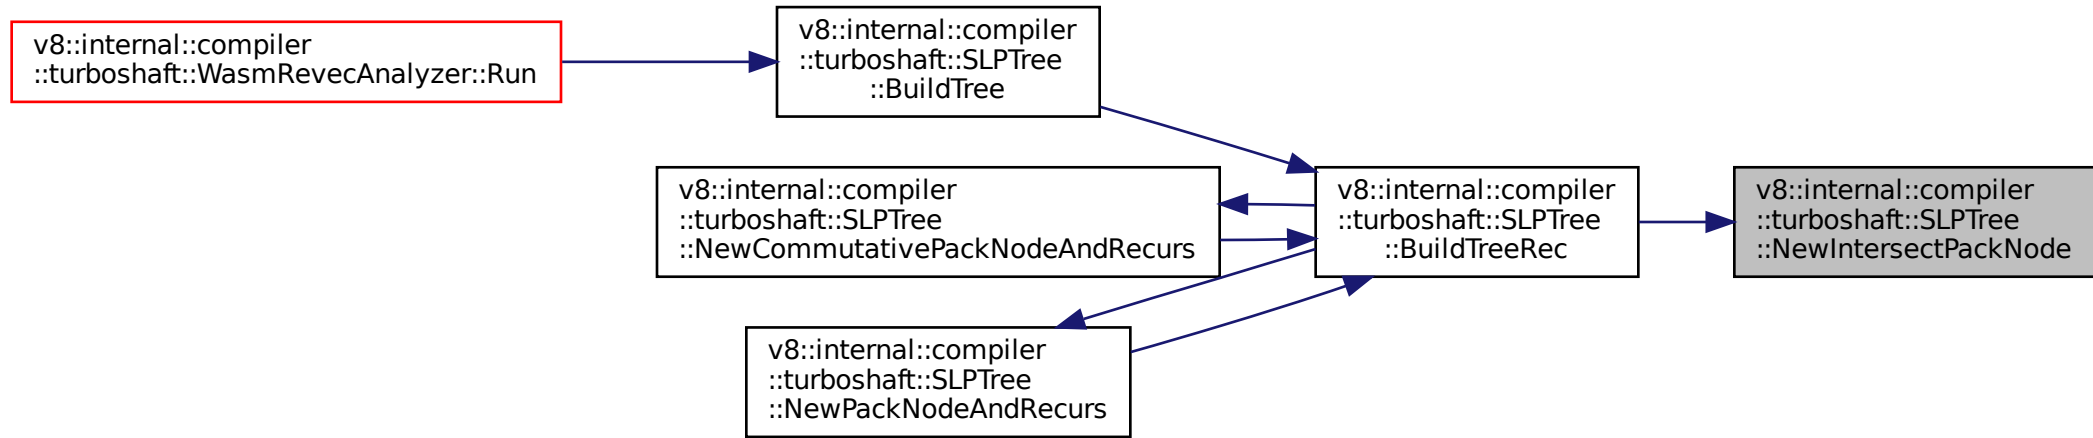 v8::internal::compiler
::turboshaft::WasmRevecAnalyzer::Run
v8::internal::compiler
::turboshaft::SLPTree
::BuildTree
v8::internal::compiler
::turboshaft::SLPTree
::NewCommutativePackNodeAndRecurs
v8::internal::compiler
::turboshaft::SLPTree
::NewPackNodeAndRecurs
v8::internal::compiler
::turboshaft::SLPTree
::BuildTreeRec
v8::internal::compiler
::turboshaft::SLPTree
::NewIntersectPackNode